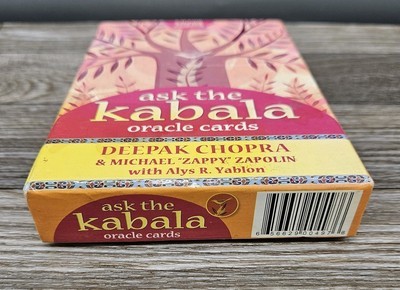 ask the
kabala
oracle cards
DEEPAK CHOPRA
& MICHAEL "ZAPPY" ZAPOLIN
with Alys R. Yablon
ask the
kabala
oracle cards